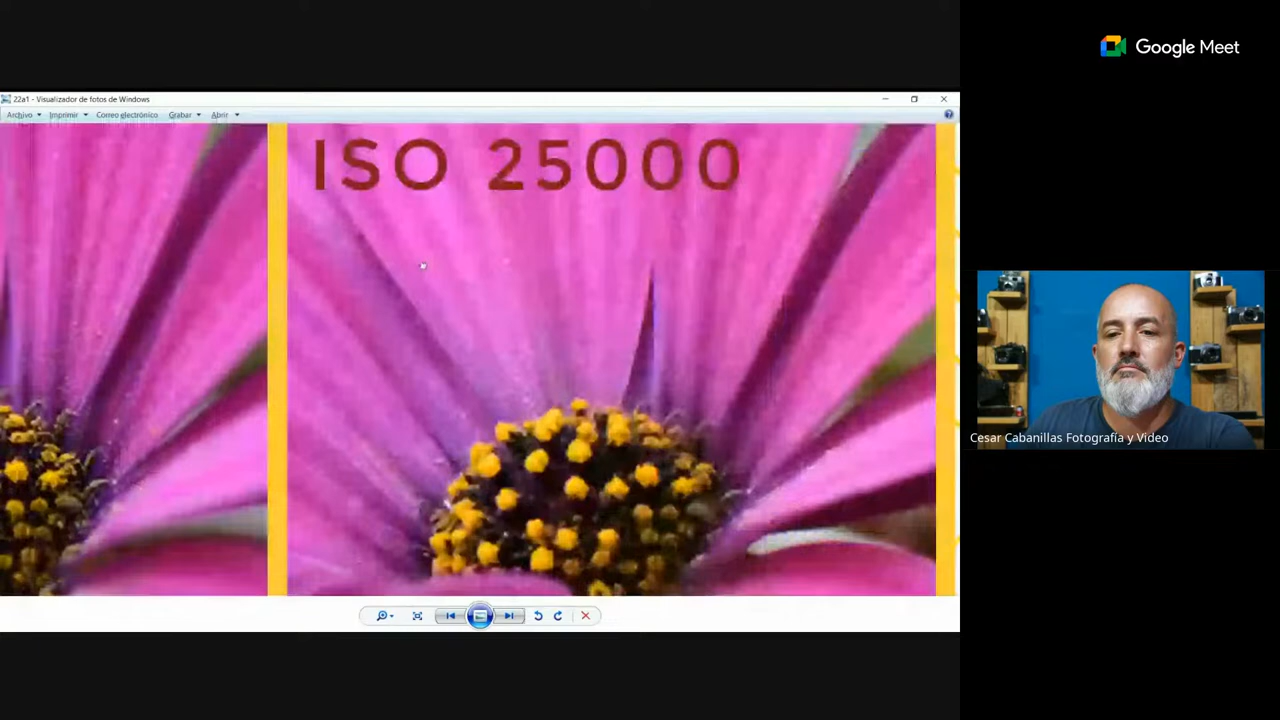 Google Meet
22a1 - Visualizador de fotos de Windows
Archivo Imprimir Correo electrónico Grabar Abrir
ISO 25000
Cesar Cabanillas Fotografía y Video